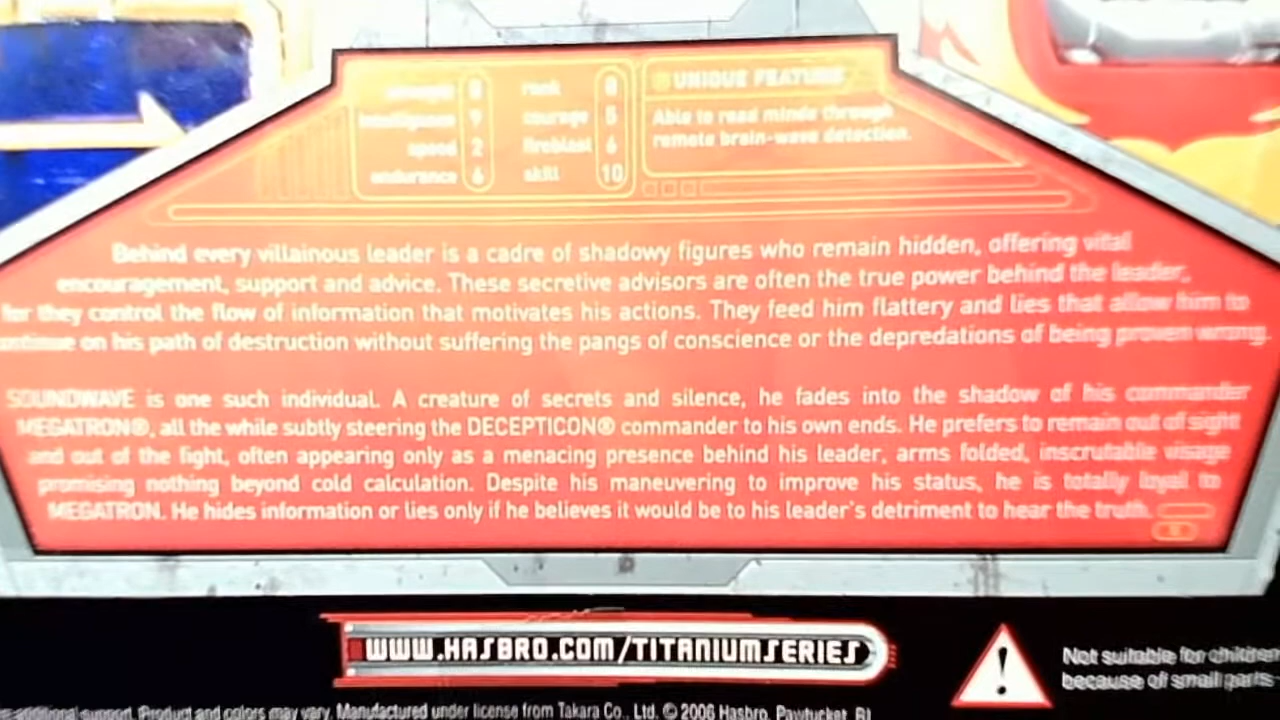 strength 8 rank 8 UNIQUE FEATURE
intelligence 9 courage 5 Able to read minds through
speed 2 fireblast 6 remote brain-wave detection.
endurance 6 skill 10
Behind every villainous leader is a cadre of shadowy figures who remain hidden, offering vital
encouragement, support and advice. These secretive advisors are often the true power behind the leader,
for they control the flow of information that motivates his actions. They feed him flattery and lies that allow him to
on his path of destruction without suffering the pangs of conscience or the depredations of being proven wrong.
SOUNDWAVE is one such individual. A creature of secrets and silence, he fades into the shadow of his commander
MEGATRON®, all the while subtly steering the DECEPTICON® commander to his own ends. He prefers to remain out of sight
and out of the fight, often appearing only as a menacing presence behind his leader, arms folded, inscrutable visage
promising nothing beyond cold calculation. Despite his maneuvering to improve his status, he is totally loyal to
MEGATRON. He hides information or lies only if he believes it would be to his leader's detriment to hear the truth.
WWW.HASBRO.COM/TITANIUMSERIES
Not suitable for children
because of small parts-
additional support. Product and colors may vary. Manufactured under license from Takara Co., Ltd. © 2006 Hasbro, Pawtucket, RI